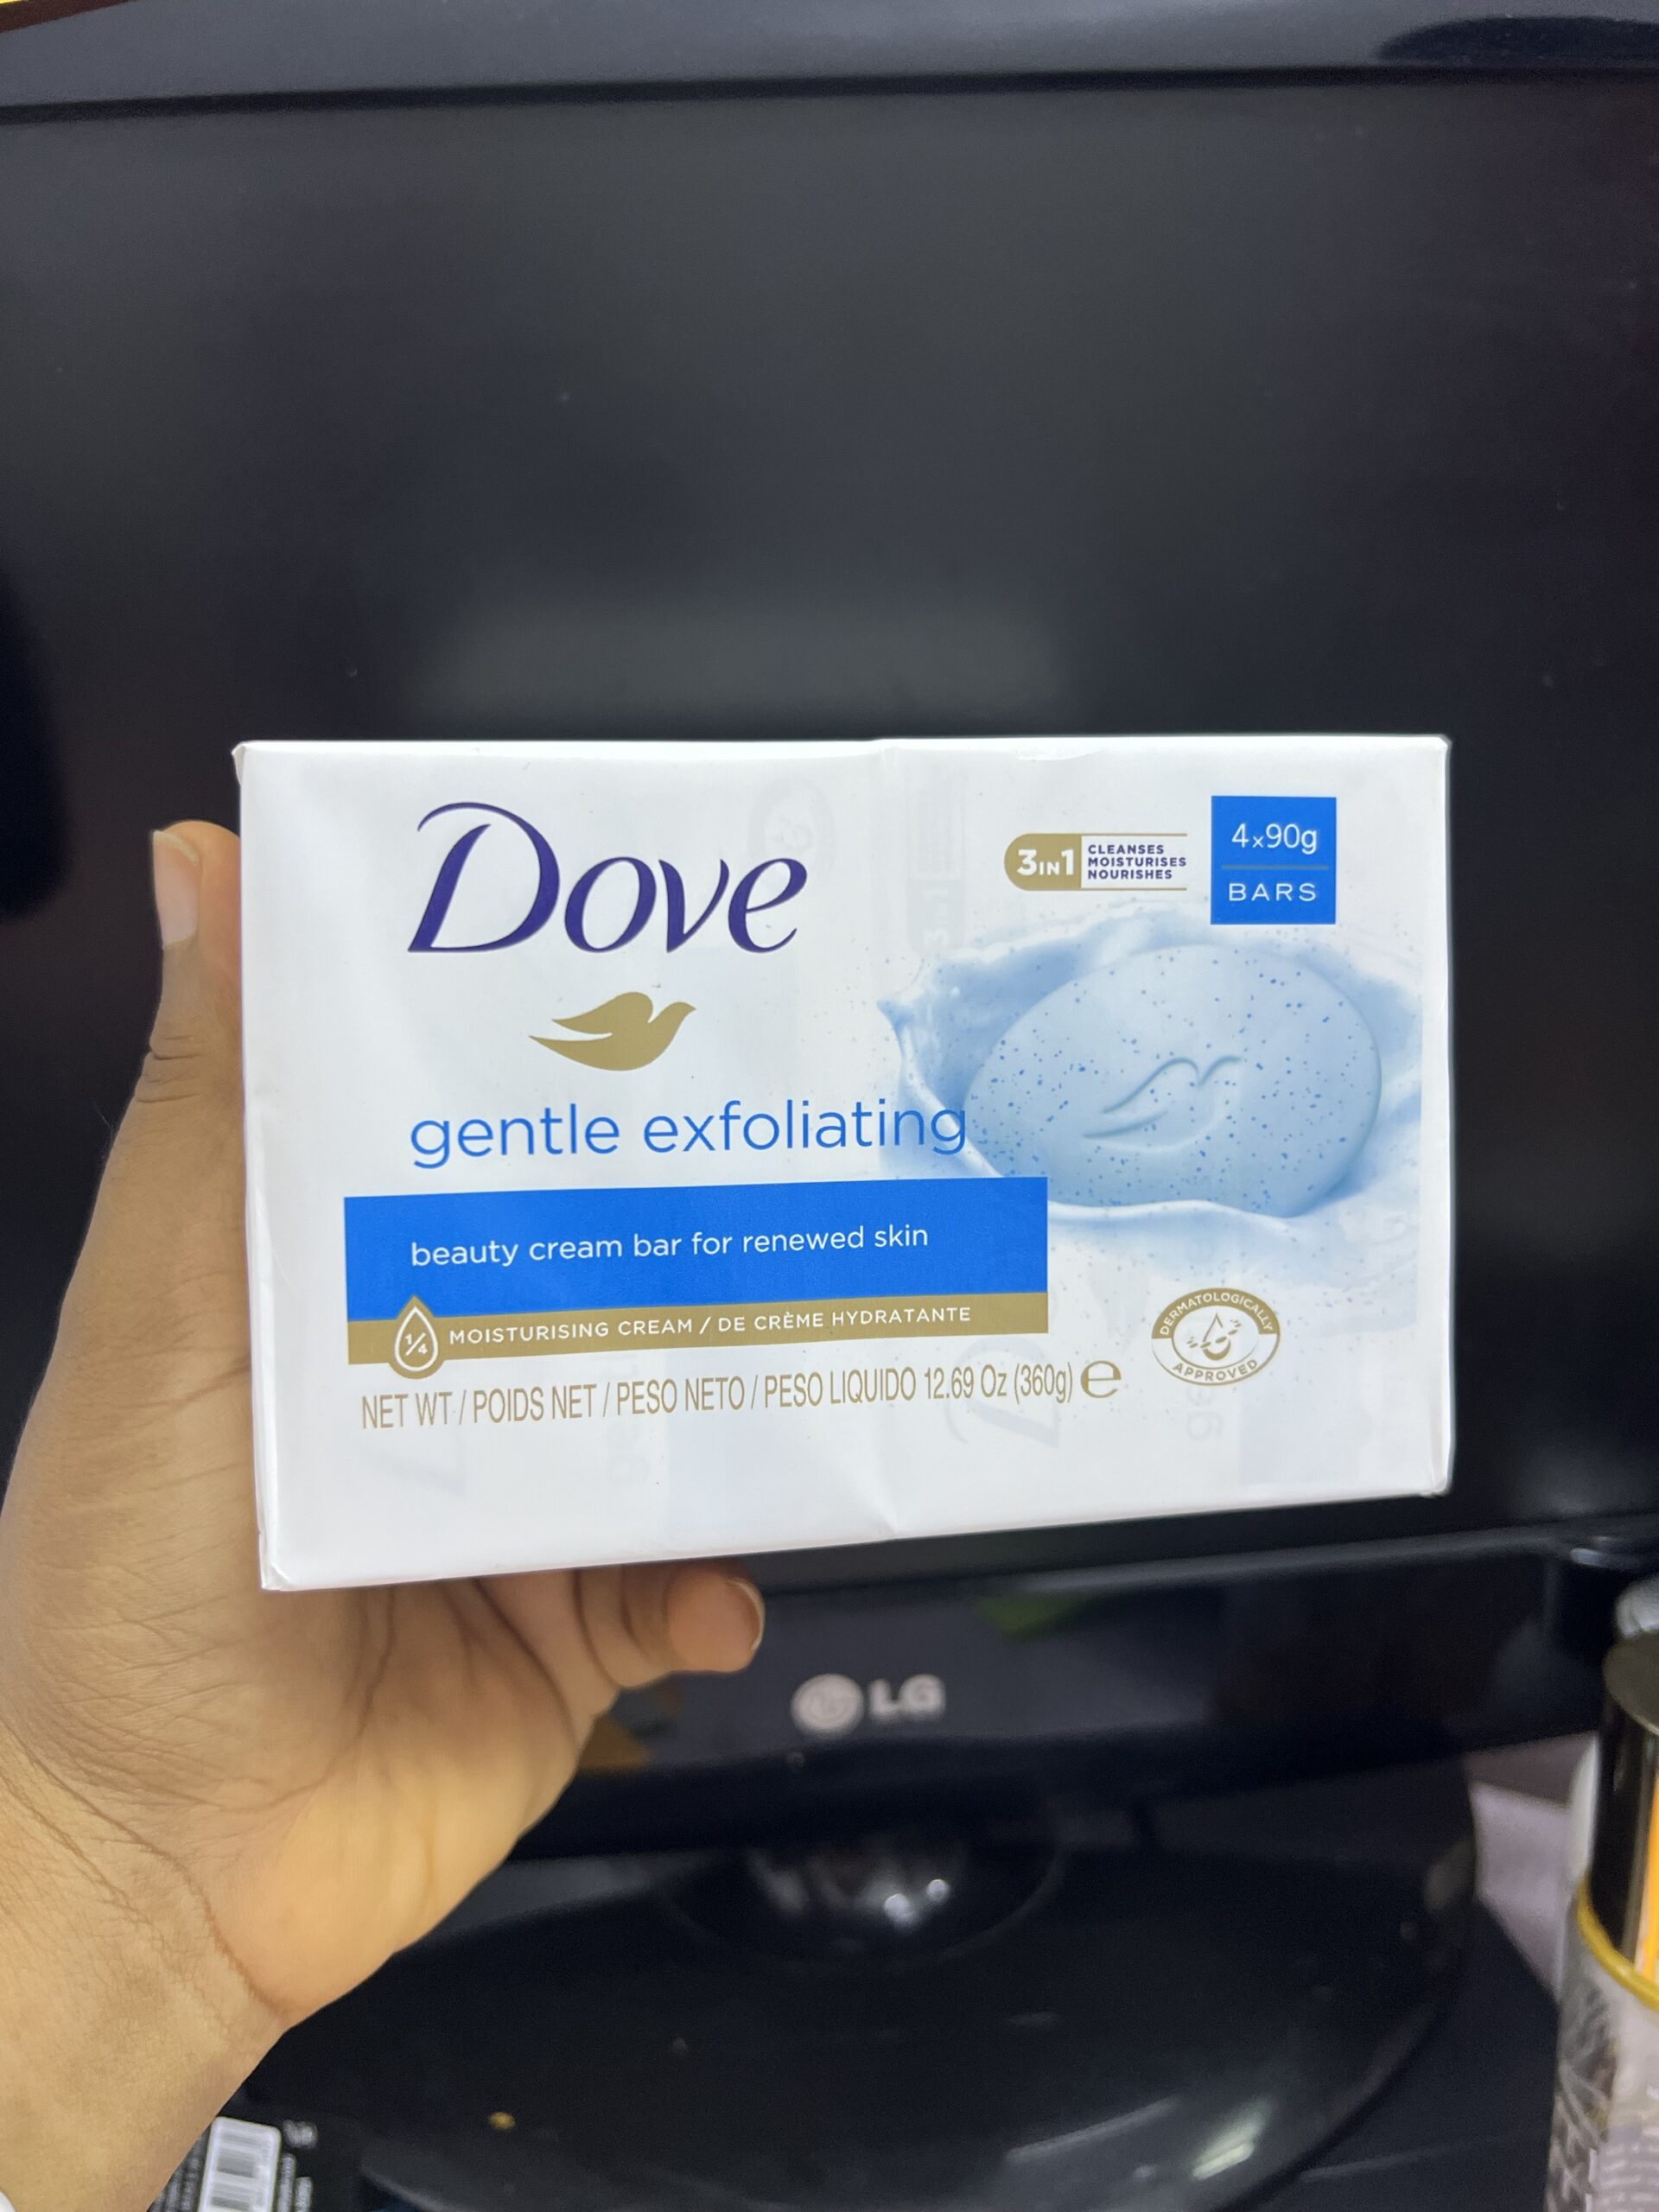 Dove
3IN1
CLEANSES
MOISTURISES
NOURISHES
4x90g
BARS
gentle exfoliating
beauty cream bar for renewed skin
1/4 MOISTURISING CREAM / DE CRÈME HYDRATANTE
DERMATOLOGICALLY
APPROVED
NET WT / POIDS NET / PESO NETO / PESO LIQUIDO 12.69 Oz (360g) e
LG